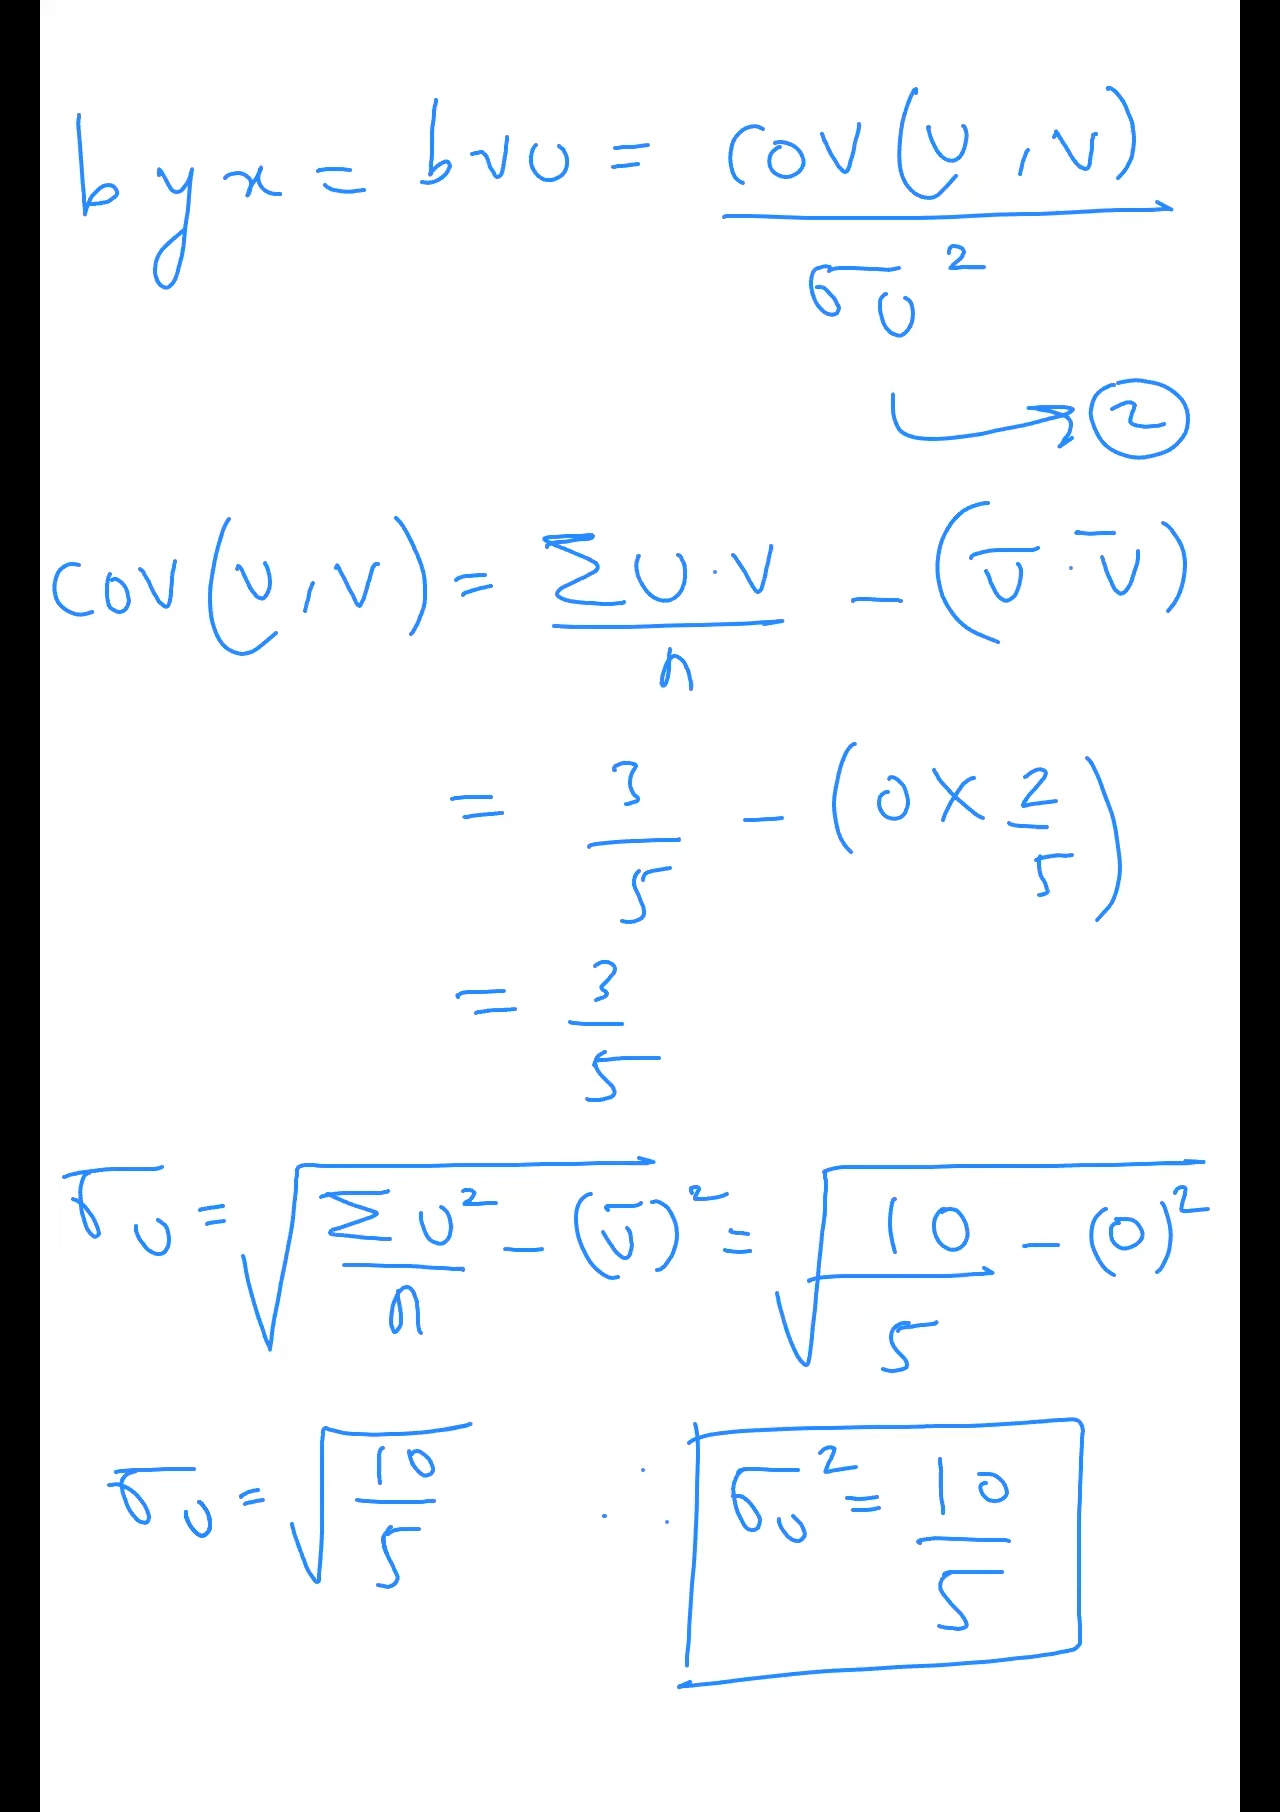 byx = bvu = cov(u,v) / σu² → ②
cov(u,v) = Σu·v / n − (ū·v̄)
= 3/5 − (0 × 2/5)
= 3/5
σu = √(Σu²/n − (ū)²) = √(10/5 − (0)²)
σu = √(10/5) ∴ σu² = 10/5